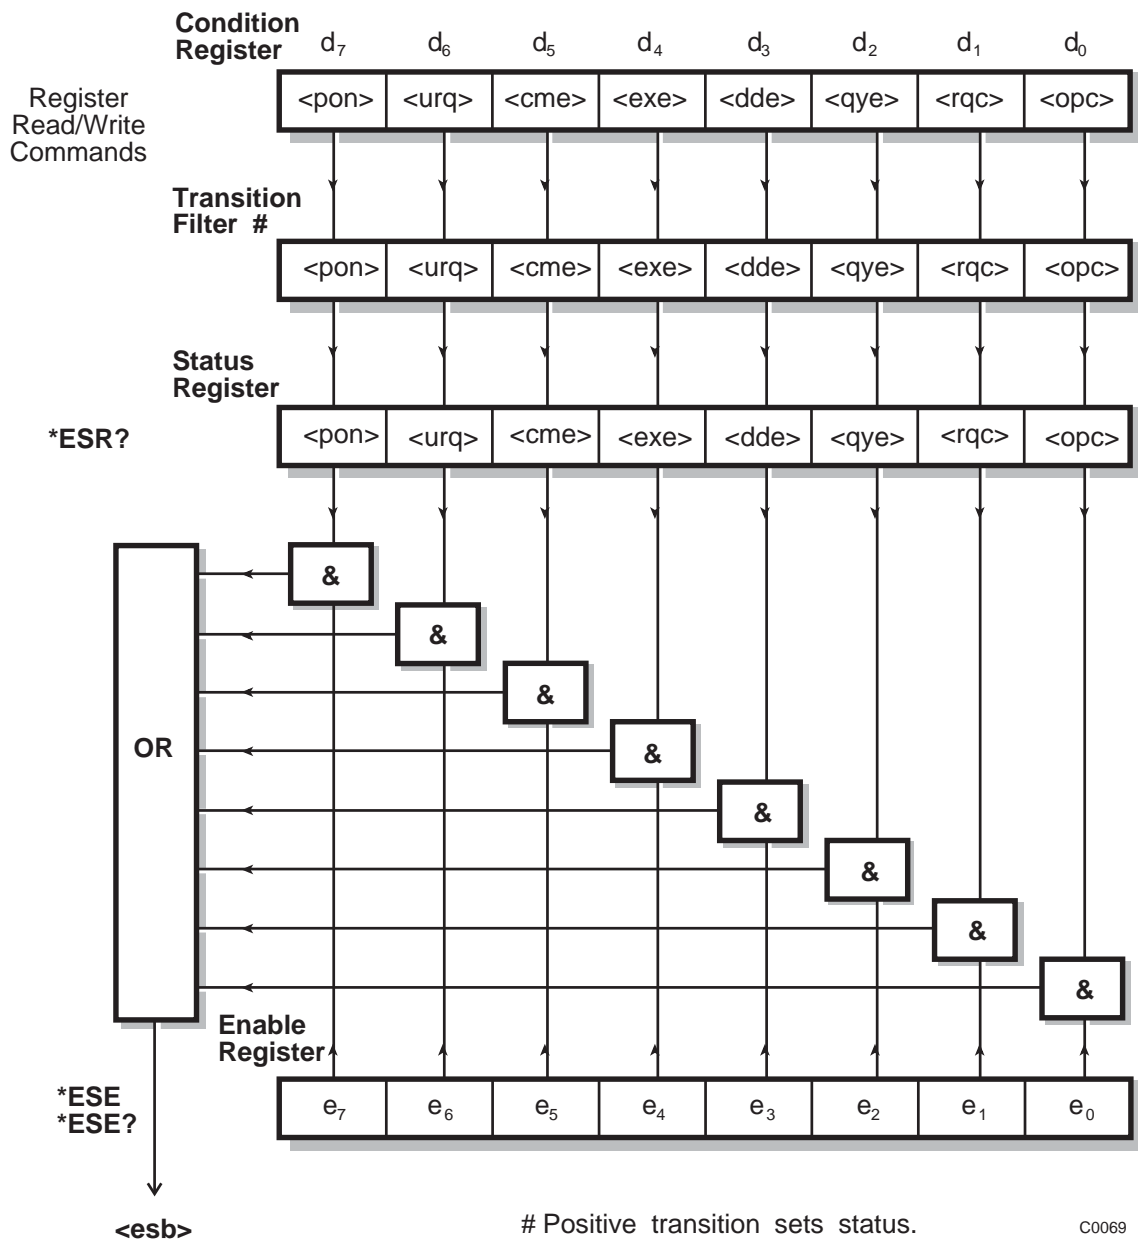 Condition
Register
d7 d6 d5 d4 d3 d2 d1 d0
Register
Read/Write
Commands
<pon> <urq> <cme> <exe> <dde> <qye> <rqc> <opc>
Transition
Filter #
<pon> <urq> <cme> <exe> <dde> <qye> <rqc> <opc>
Status
Register
*ESR?
<pon> <urq> <cme> <exe> <dde> <qye> <rqc> <opc>
&
&
&
OR
&
&
&
&
&
Enable
Register
*ESE
*ESE?
e7 e6 e5 e4 e3 e2 e1 e0
<esb>
# Positive transition sets status.
C0069